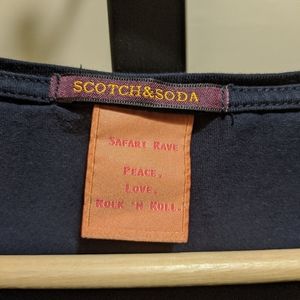 SCOTCH&SODA
SAFARI RAVE
PEACE,
LOVE,
ROCK 'N ROLL.